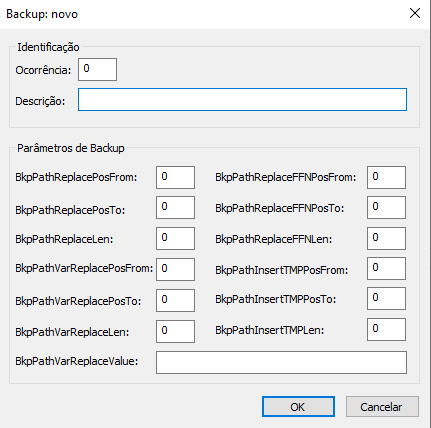 Backup: novo
Identificação
Ocorrência: 0
Descrição:
Parâmetros de Backup
BkpPathReplacePosFrom: 0 BkpPathReplaceFFNPosFrom: 0
BkpPathReplacePosTo: 0 BkpPathReplaceFFNPosTo: 0
BkpPathReplaceLen: 0 BkpPathReplaceFFNLen: 0
BkpPathVarReplacePosFrom: 0 BkpPathInsertTMPPosFrom: 0
BkpPathVarReplacePosTo: 0 BkpPathInsertTMPPosTo: 0
BkpPathVarReplaceLen: 0 BkpPathInsertTMPLen: 0
BkpPathVarReplaceValue:
OK Cancelar